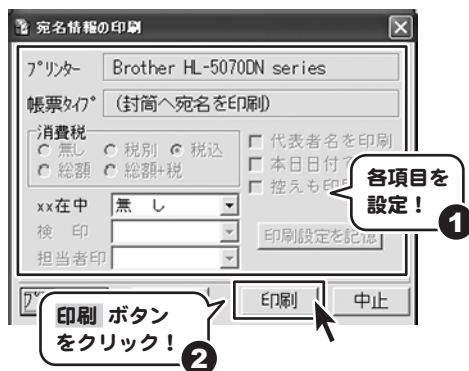 宛名情報の印刷
ﾌﾟﾘﾝﾀｰ Brother HL-5070DN series
帳票ﾀｲﾌﾟ (封筒へ宛名を印刷)
消費税
無し 税別 税込
総額 総額+税
代表者名を印刷
本日日付で
控えも印
xx在中 無 し
検 印
担当者印
印刷設定を記憶
各項目を
設定！
1
印刷 中止
印刷 ボタン
をクリック！
2